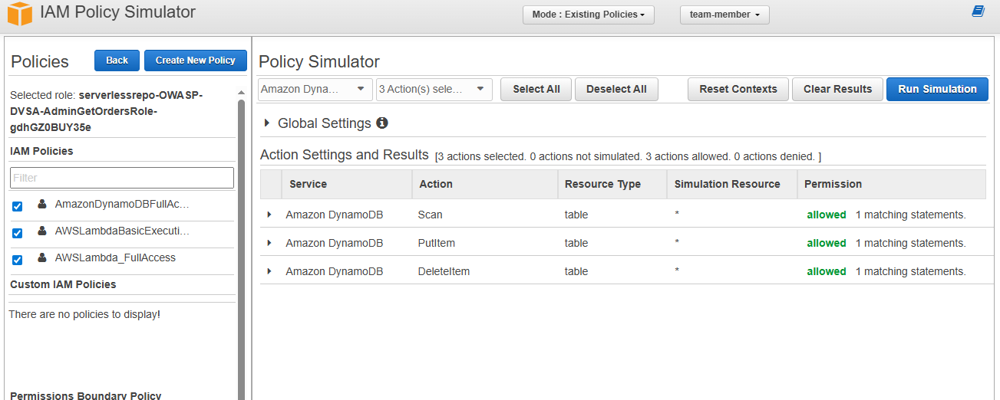 IAM Policy Simulator
Mode : Existing Policies
team-member
Policies
Back
Create New Policy
Selected role: serverlessrepo-OWASP-
DVSA-AdminGetOrdersRole-
gdhGZ0BUY35e
IAM Policies
Filter
AmazonDynamoDBFullAc...
AWSLambdaBasicExecuti...
AWSLambda_FullAccess
Custom IAM Policies
There are no policies to display!
Permissions Boundary Policy
Policy Simulator
Amazon Dyna...
3 Action(s) sele...
Select All
Deselect All
Reset Contexts
Clear Results
Run Simulation
Global Settings
Action Settings and Results [3 actions selected. 0 actions not simulated. 3 actions allowed. 0 actions denied. ]
Service Action Resource Type Simulation Resource Permission
Amazon DynamoDB Scan table * allowed 1 matching statements.
Amazon DynamoDB PutItem table * allowed 1 matching statements.
Amazon DynamoDB DeleteItem table * allowed 1 matching statements.